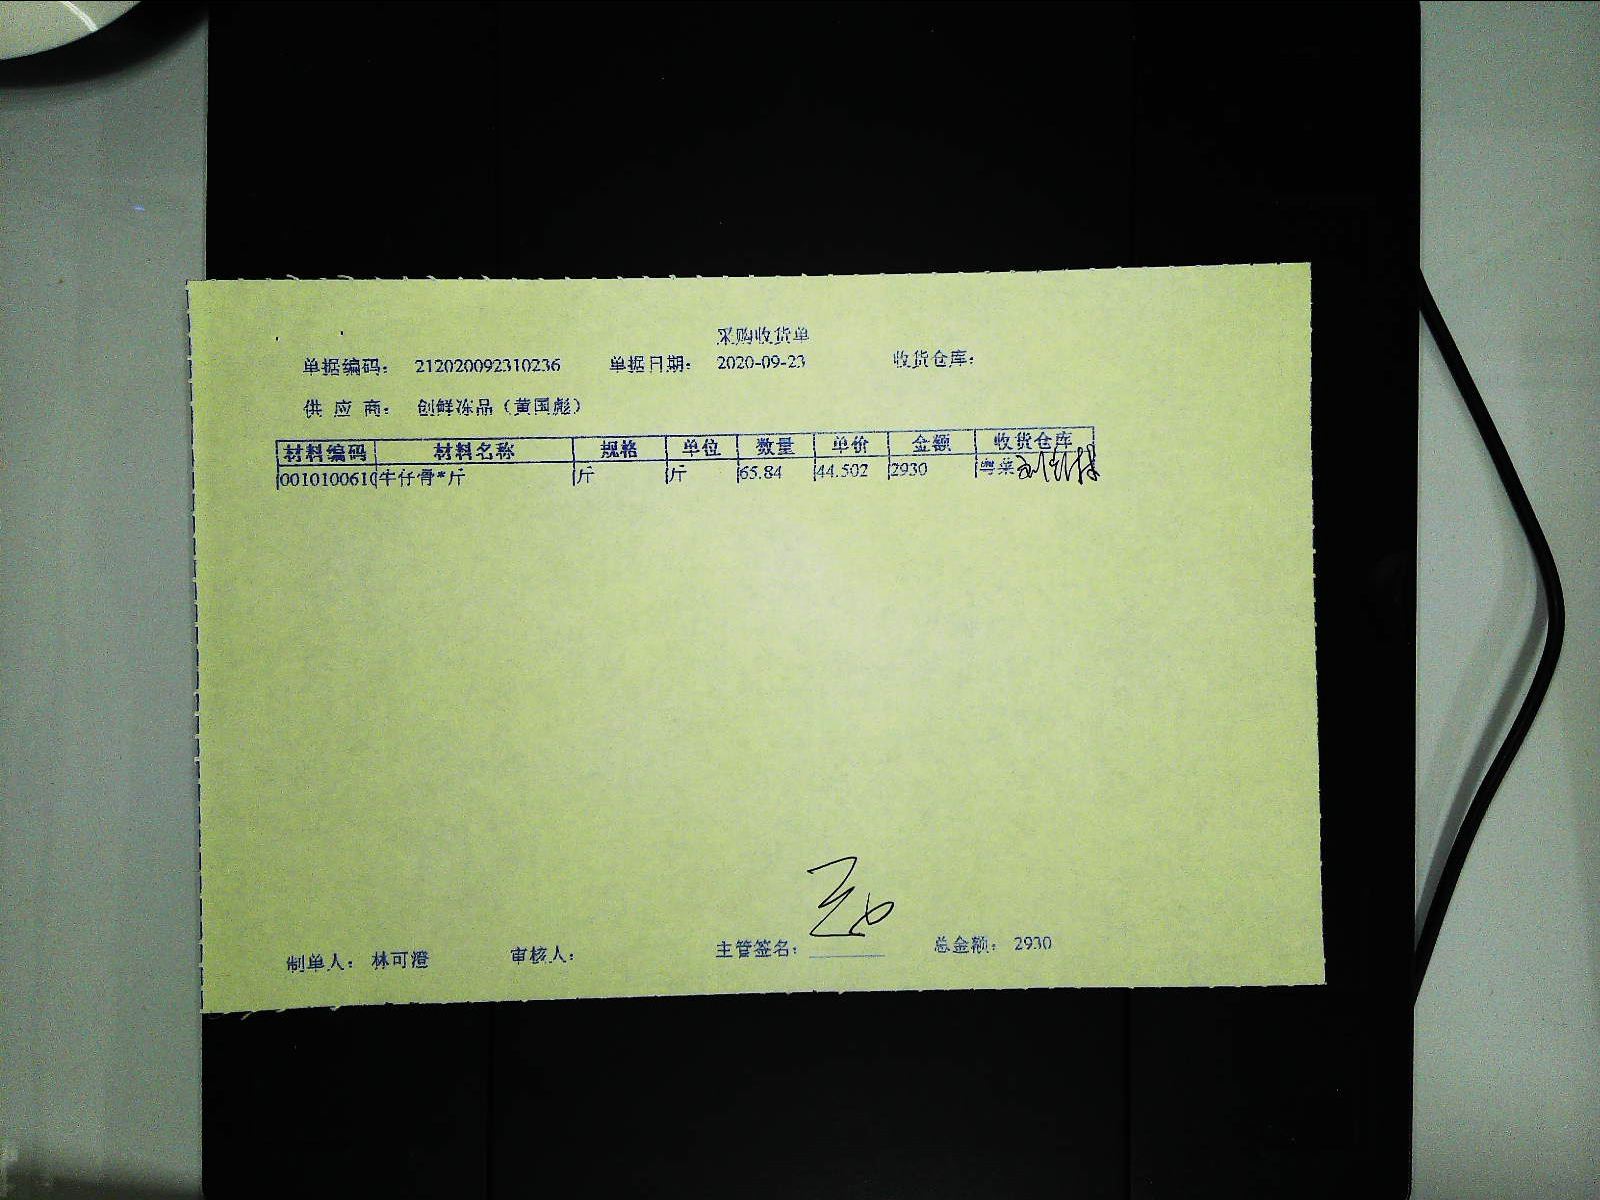 采购收货单
单据编码： 212020092310236 单据日期： 2020-09-23 收货仓库：
供 应 商： 创鲜冻品（黄国彪）
材料编码 材料名称 规格 单位 数量 单价 金额 收货仓库
0010100610 牛仔骨*斤 斤 斤 65.84 44.502 2930 粤菜
制单人： 林可澄 审核人： 主管签名： 总金额： 2930